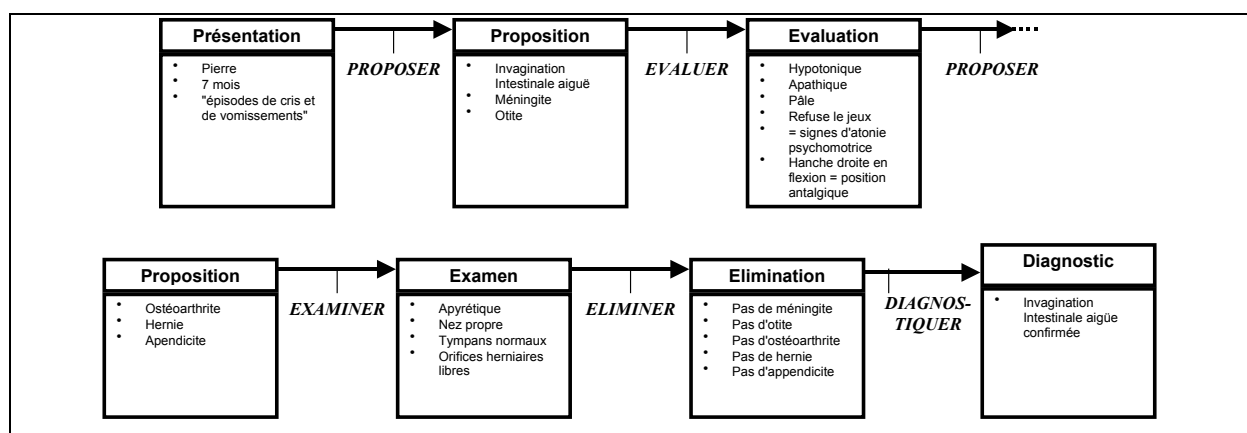 Présentation
• Pierre
• 7 mois
• "épisodes de cris et
de vomissements"
PROPOSER
Proposition
• Invagination
Intestinale aiguë
• Méningite
• Otite
EVALUER
Evaluation
• Hypotonique
• Apathique
• Pâle
• Refuse le jeux
• = signes d'atonie
psychomotrice
• Hanche droite en
flexion = position
antalgique
PROPOSER
Proposition
• Ostéoarthrite
• Hernie
• Apendicite
EXAMINER
Examen
• Apyrétique
• Nez propre
• Tympans normaux
• Orifices herniaires
libres
ELIMINER
Elimination
• Pas de méningite
• Pas d'otite
• Pas d'ostéoarthrite
• Pas de hernie
• Pas d'appendicite
DIAGNOS-
TIQUER
Diagnostic
• Invagination
Intestinale aigüe
confirmée